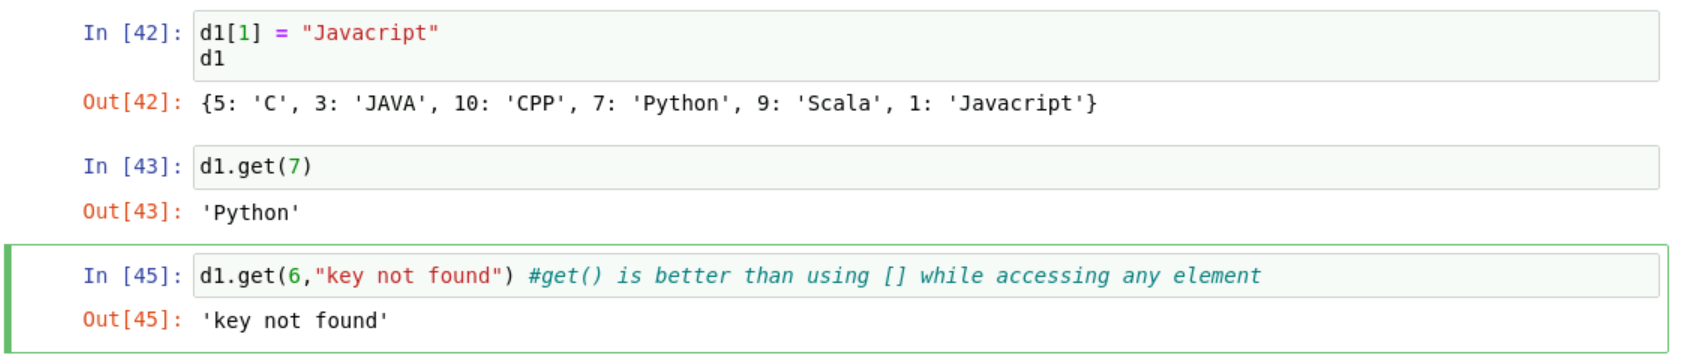 In [42]: d1[1] = "Javacript"
d1
Out[42]: {5: 'C', 3: 'JAVA', 10: 'CPP', 7: 'Python', 9: 'Scala', 1: 'Javacript'}
In [43]: d1.get(7)
Out[43]: 'Python'
In [45]: d1.get(6,"key not found") #get() is better than using [] while accessing any element
Out[45]: 'key not found'